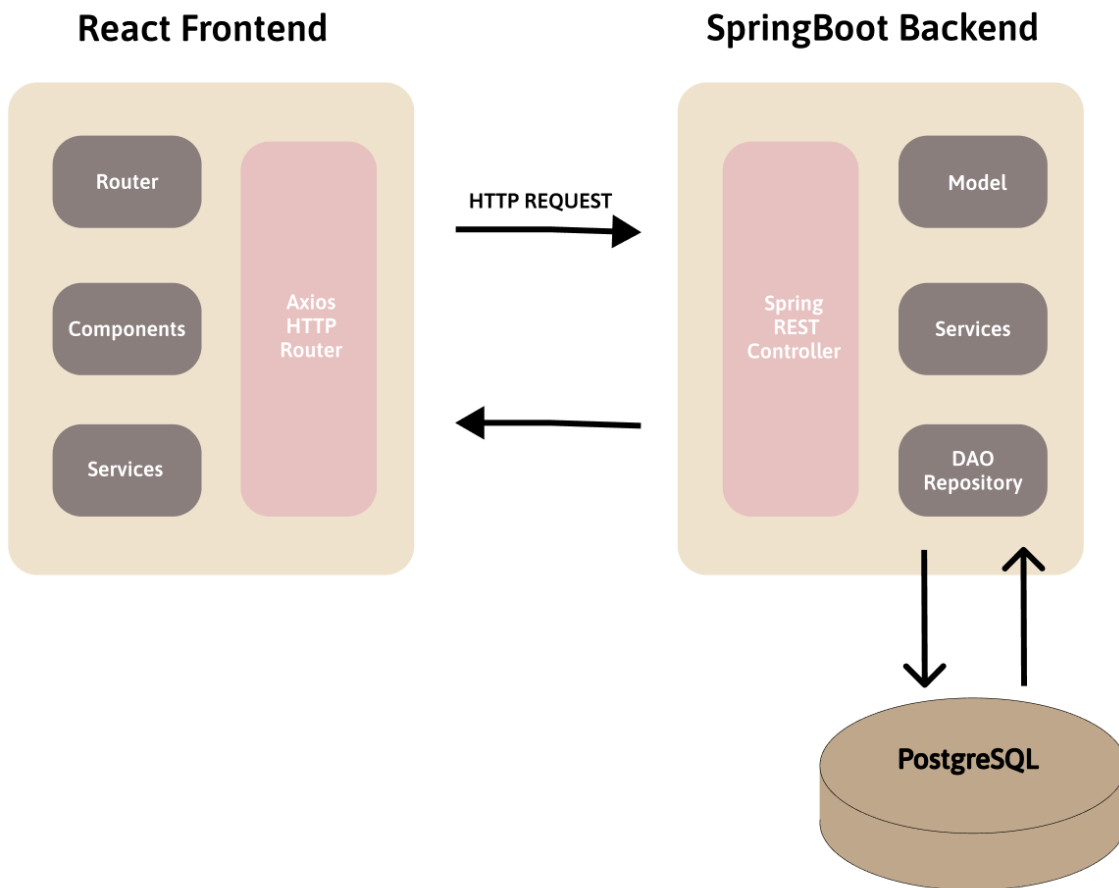 React Frontend
SpringBoot Backend
Router
Components
Services
Axios
HTTP
Router
HTTP REQUEST
Spring
REST
Controller
Model
Services
DAO
Repository
PostgreSQL